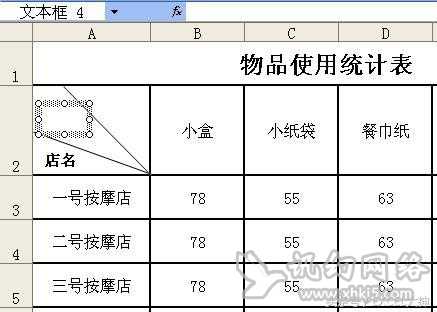 文本框 4 fx
A B C D
1 物品使用统计表
2 店名 小盒 小纸袋 餐巾纸
3 一号按摩店 78 55 63
4 二号按摩店 78 55 63
5 三号按摩店 78 55 63
www.xhkj5.com